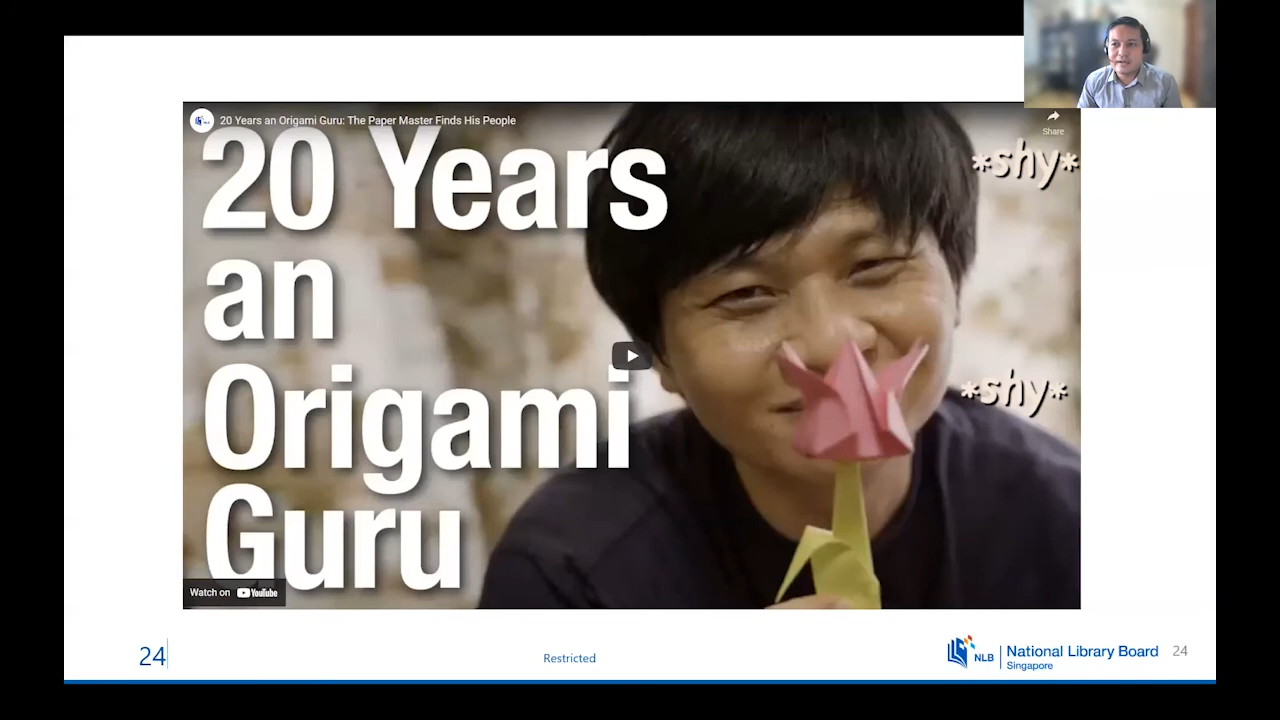 20 Years an Origami Guru: The Paper Master Finds His People
Share
20 Years
an
Origami
Guru
*shy*
*shy*
Watch on YouTube
24
Restricted
NLB
National Library Board
Singapore
24